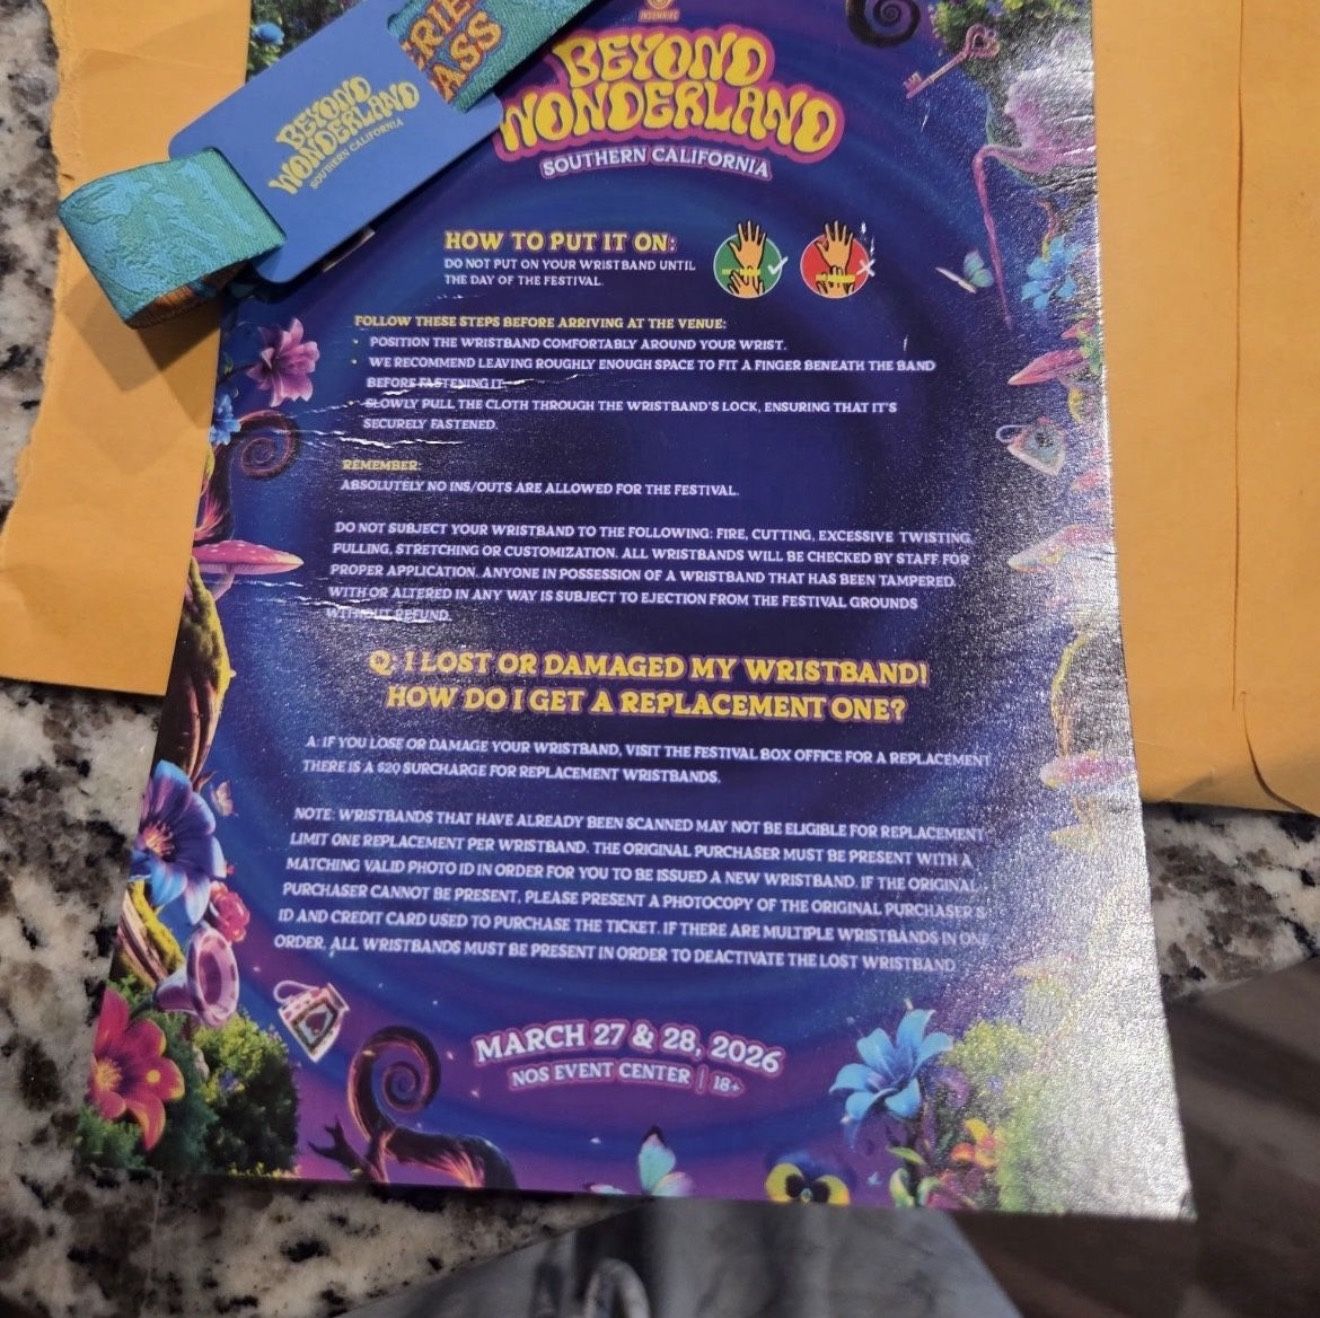 RIE
ASS
BEYOND
WONDERLAND
SOUTHERN CALIFORNIA
INSOMNIAC
BEYOND
WONDERLAND
SOUTHERN CALIFORNIA
HOW TO PUT IT ON:
DO NOT PUT ON YOUR WRISTBAND UNTIL
THE DAY OF THE FESTIVAL.
FOLLOW THESE STEPS BEFORE ARRIVING AT THE VENUE:
• POSITION THE WRISTBAND COMFORTABLY AROUND YOUR WRIST.
• WE RECOMMEND LEAVING ROUGHLY ENOUGH SPACE TO FIT A FINGER BENEATH THE BAND
BEFORE FASTENING IT.
• SLOWLY PULL THE CLOTH THROUGH THE WRISTBAND'S LOCK, ENSURING THAT IT'S
SECURELY FASTENED.
REMEMBER:
ABSOLUTELY NO INS/OUTS ARE ALLOWED FOR THE FESTIVAL.
DO NOT SUBJECT YOUR WRISTBAND TO THE FOLLOWING: FIRE, CUTTING, EXCESSIVE TWISTING,
PULLING, STRETCHING OR CUSTOMIZATION. ALL WRISTBANDS WILL BE CHECKED BY STAFF FOR
PROPER APPLICATION. ANYONE IN POSSESSION OF A WRISTBAND THAT HAS BEEN TAMPERED
WITH OR ALTERED IN ANY WAY IS SUBJECT TO EJECTION FROM THE FESTIVAL GROUNDS
WITHOUT REFUND.
Q: I LOST OR DAMAGED MY WRISTBAND!
HOW DO I GET A REPLACEMENT ONE?
A: IF YOU LOSE OR DAMAGE YOUR WRISTBAND, VISIT THE FESTIVAL BOX OFFICE FOR A REPLACEMENT
THERE IS A $20 SURCHARGE FOR REPLACEMENT WRISTBANDS.
NOTE: WRISTBANDS THAT HAVE ALREADY BEEN SCANNED MAY NOT BE ELIGIBLE FOR REPLACEMENT
LIMIT ONE REPLACEMENT PER WRISTBAND. THE ORIGINAL PURCHASER MUST BE PRESENT WITH A
MATCHING VALID PHOTO ID IN ORDER FOR YOU TO BE ISSUED A NEW WRISTBAND. IF THE ORIGINAL
PURCHASER CANNOT BE PRESENT, PLEASE PRESENT A PHOTOCOPY OF THE ORIGINAL PURCHASER'S
ID AND CREDIT CARD USED TO PURCHASE THE TICKET. IF THERE ARE MULTIPLE WRISTBANDS IN ONE
ORDER, ALL WRISTBANDS MUST BE PRESENT IN ORDER TO DEACTIVATE THE LOST WRISTBAND
MARCH 27 & 28, 2026
NOS EVENT CENTER | 18+